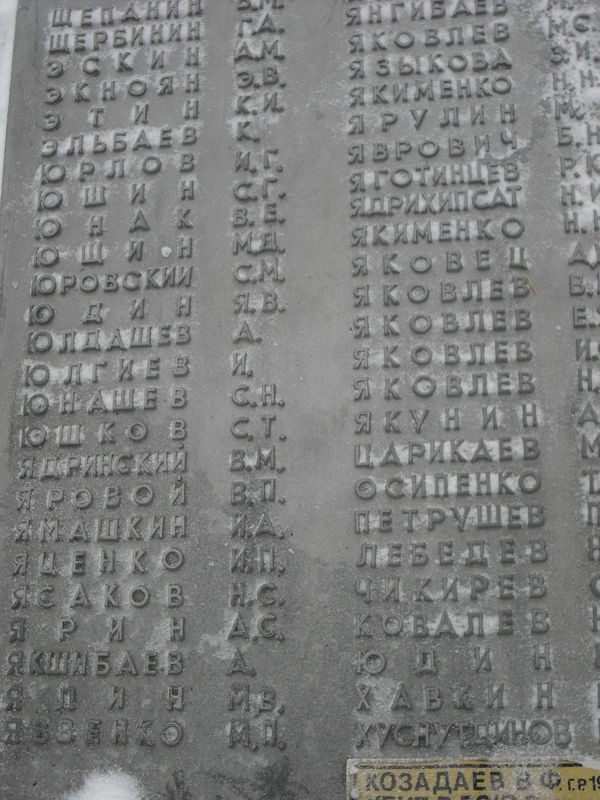 ЩЕПАНИН В.М.
ЩЕРБИНИН Г.А.
ЭСКИН А.М.
ЭКНОЯН Э.В.
ЭТИН К.И.
ЭЛЬБАЕВ К.
ЮРЛОВ И.Г.
ЮШИН С.Г.
ЮНАК В.Е.
ЮЩИН М.Д.
ЮРОВСКИЙ С.М.
ЮДИН Я.В.
ЮЛДАШЕВ А.
ЮЛГИЕВ И.
ЮНАШЕВ С.Н.
ЮШКОВ С.Т.
ЯДРИНСКИЙ В.М.
ЯРОВОЙ В.П.
ЯМАШКИН И.А.
ЯЦЕНКО И.П.
ЯСАКОВ Н.С.
ЯРИН А.С.
ЯКШИБАЕВ А.
ЯПИН М.В.
ЯЗВЕНКО М.П.
ЯНГИБАЕВ
ЯКОВЛЕВ М.С
ЯЗЫКОВА Э.И
ЯКИМЕНКО Н.
ЯРУЛИН М.
ЯВРОВИЧ Б.Н
ЯГОТИНЦЕВ Р.К
ЯДРИХИПСАТ Н.И
ЯКИМЕНКО Н.
ЯКОВЕЦ А
ЯКОВЛЕВ В.
ЯКОВЛЕВ Е.
ЯКОВЛЕВ И.
ЯКОВЛЕВ Н.
ЯКУНИН
ЦАРИКАЕВ
ОСИПЕНКО
ПЕТРУШЕВ
ЛЕБЕДЕВ
ЧИКИРЕВ
КОВАЛЕВ
ЮДИН
ХАВКИН
ХУСНУТДИНОВ
КОЗАДАЕВ В.Ф. Г.Р.19